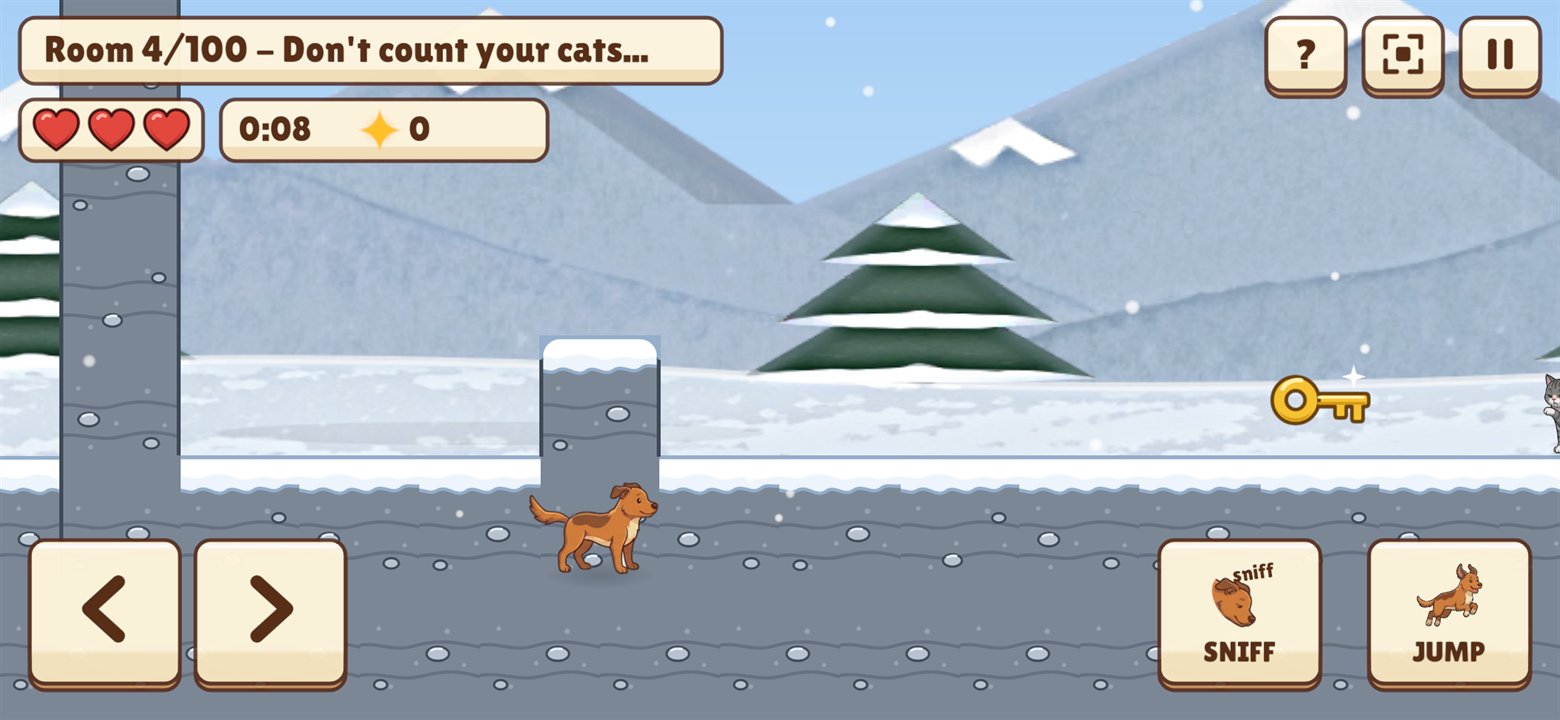 Room 4/100 – Don't count your cats...
?
0:08 0
sniff
SNIFF
JUMP